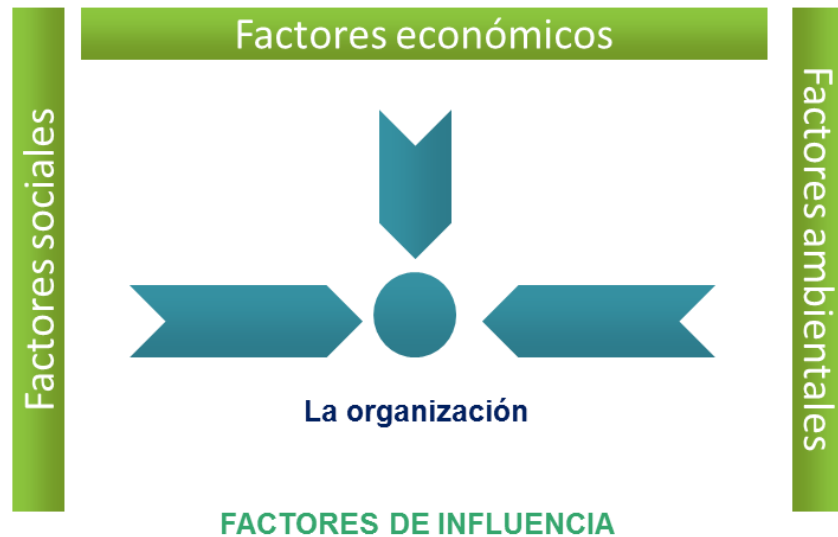 Factores económicos
Factores sociales
Factores ambientales
La organización
FACTORES DE INFLUENCIA